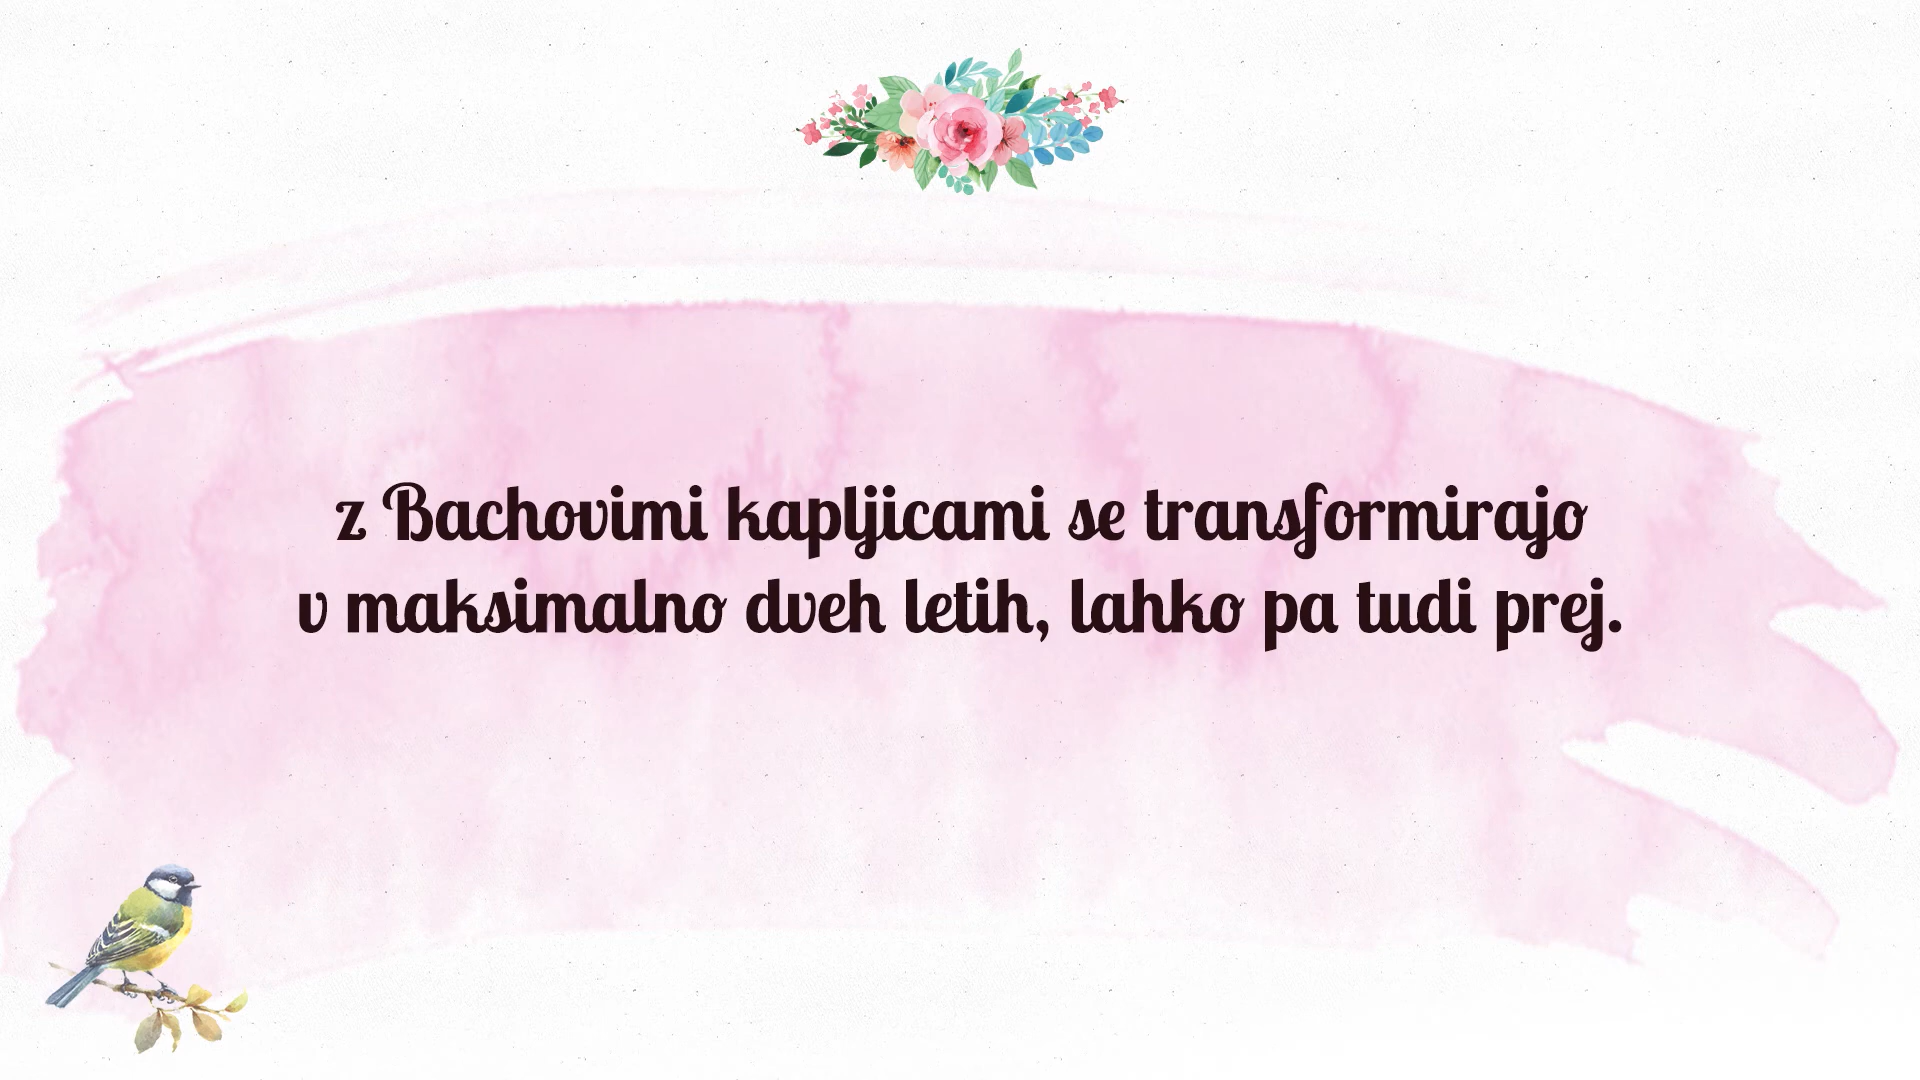 z Bachovimi kapljicami se transformirajo
v maksimalno dveh letih, lahko pa tudi prej.